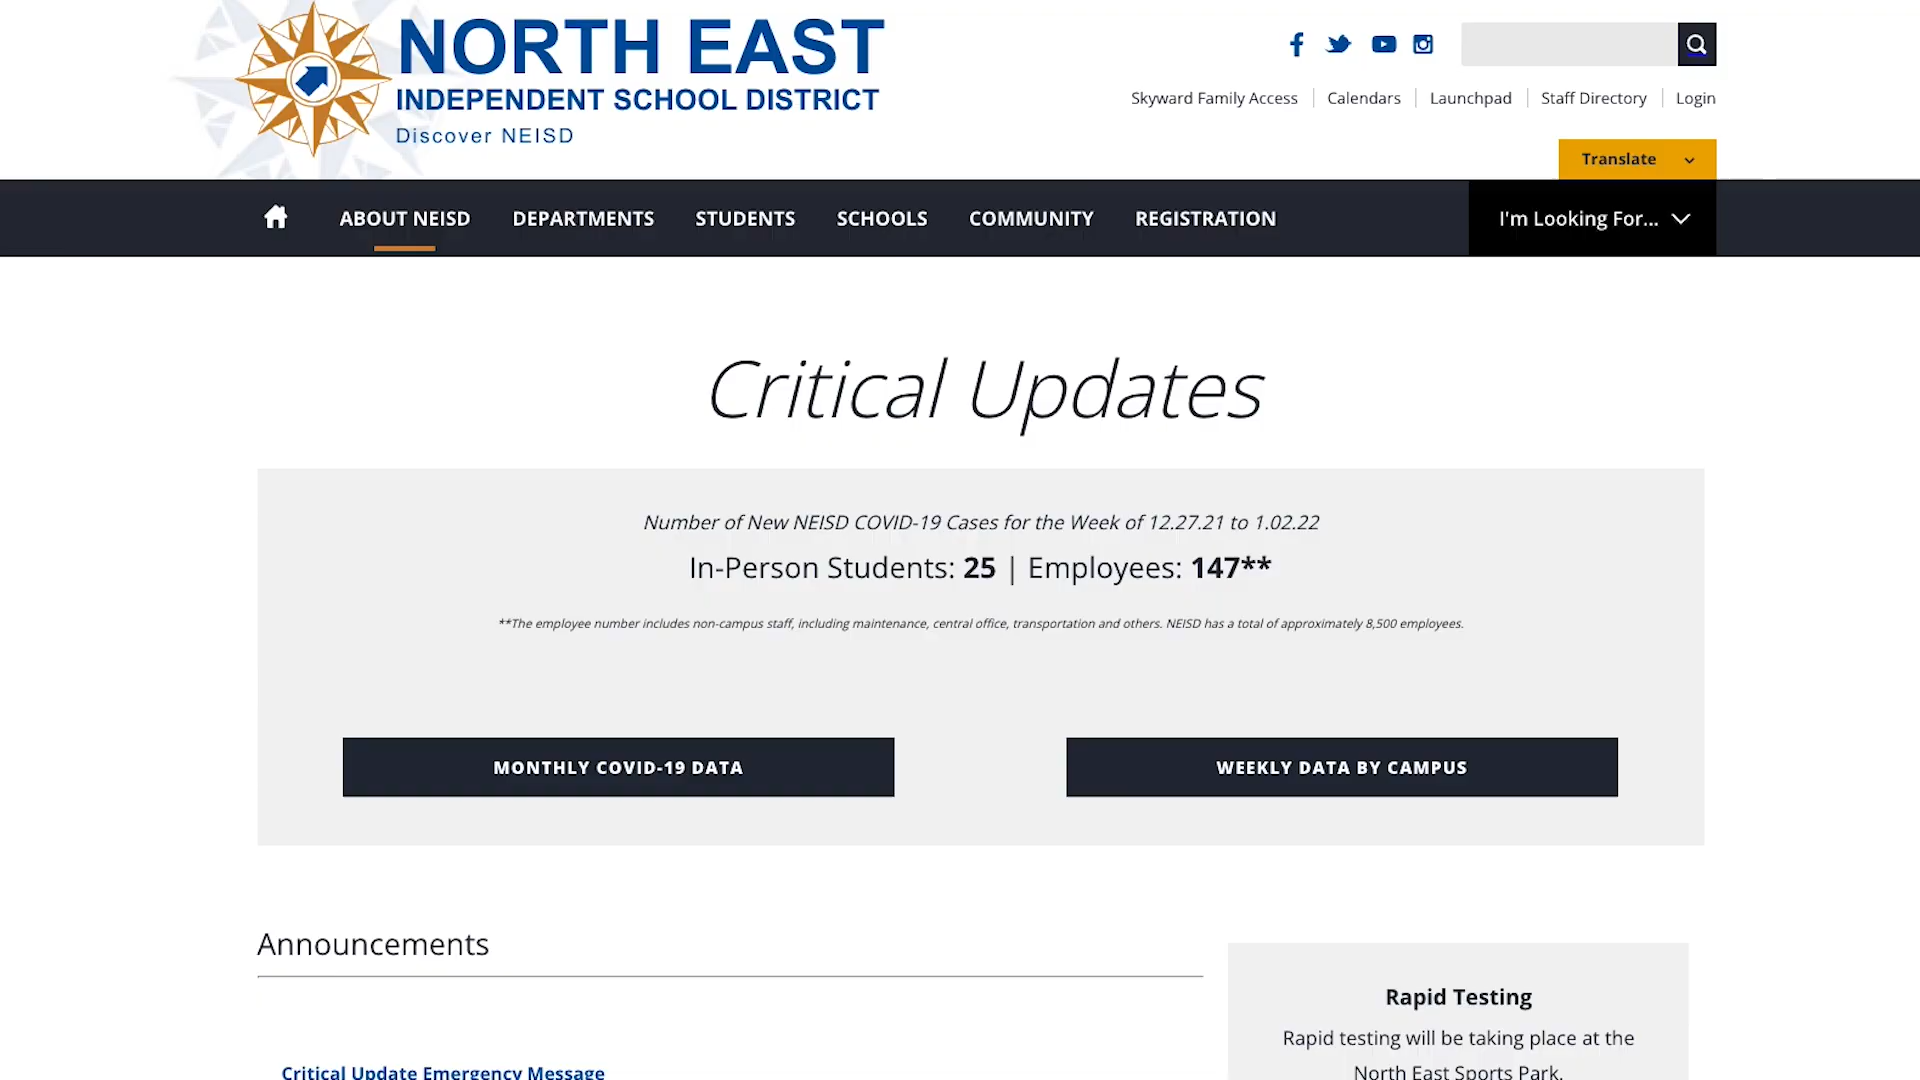 NORTH EAST
INDEPENDENT SCHOOL DISTRICT
Discover NEISD
Skyward Family Access
Calendars
Launchpad
Staff Directory
Login
Translate
ABOUT NEISD
DEPARTMENTS
STUDENTS
SCHOOLS
COMMUNITY
REGISTRATION
I'm Looking For...
Critical Updates
Number of New NEISD COVID-19 Cases for the Week of 12.27.21 to 1.02.22
In-Person Students: 25 | Employees: 147**
**The employee number includes non-campus staff, including maintenance, central office, transportation and others. NEISD has a total of approximately 8,500 employees.
MONTHLY COVID-19 DATA
WEEKLY DATA BY CAMPUS
Announcements
Critical Update Emergency Message
Rapid Testing
Rapid testing will be taking place at the
North East Sports Park.